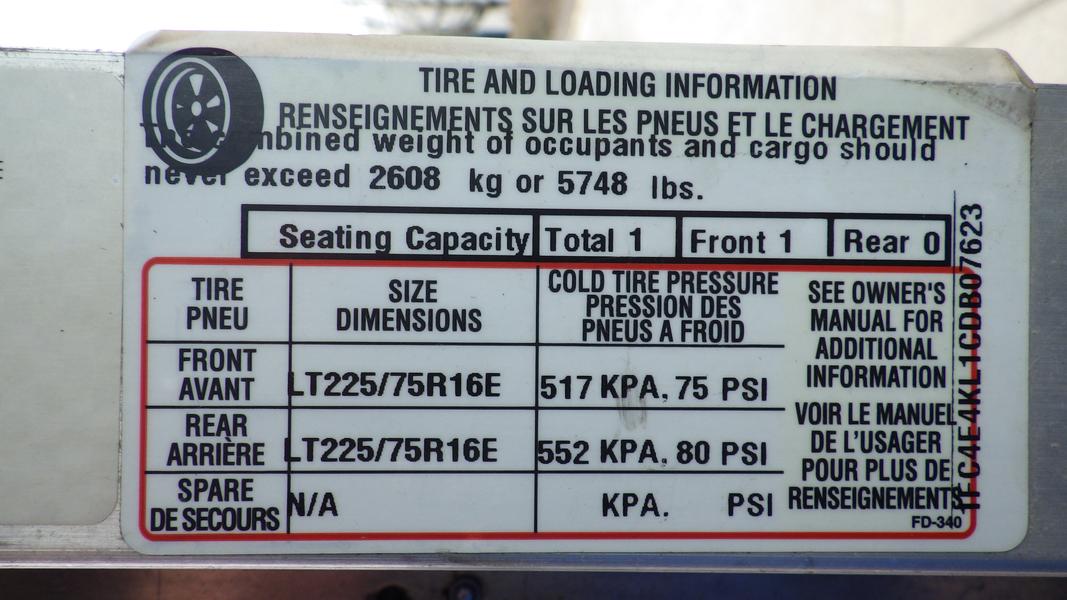 TIRE AND LOADING INFORMATION
RENSEIGNEMENTS SUR LES PNEUS ET LE CHARGEMENT
combined weight of occupants and cargo should
never exceed 2608 kg or 5748 lbs.
Seating Capacity Total 1 Front 1 Rear 0
TIRE
PNEU
SIZE
DIMENSIONS
COLD TIRE PRESSURE
PRESSION DES
PNEUS A FROID
FRONT
AVANT
LT225/75R16E
517 KPA, 75 PSI
REAR
ARRIÈRE
LT225/75R16E
552 KPA, 80 PSI
SPARE
DE SECOURS
N/A
KPA. PSI
SEE OWNER'S
MANUAL FOR
ADDITIONAL
INFORMATION
VOIR LE MANUEL
DE L'USAGER
POUR PLUS DE
RENSEIGNEMENTS
FD-340
1FC4E4KL1CDB07623